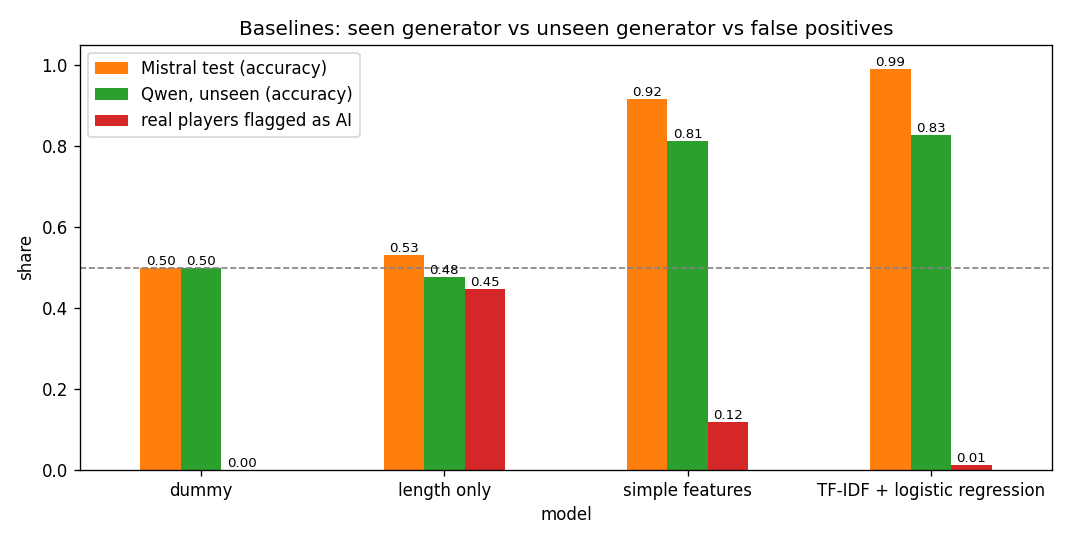 Baselines: seen generator vs unseen generator vs false positives
Mistral test (accuracy)
Qwen, unseen (accuracy)
real players flagged as AI
1.0
0.8
0.6
0.4
0.2
0.0
share
0.50 0.50 0.00
0.53 0.48 0.45
0.92 0.81 0.12
0.99 0.83 0.01
dummy length only simple features TF-IDF + logistic regression
model